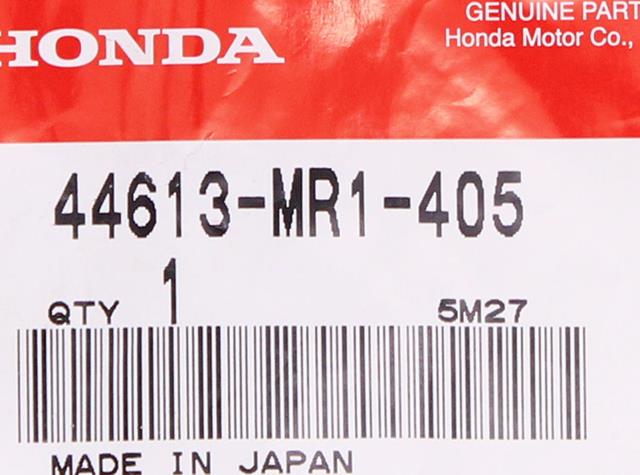 HONDA
GENUINE PART
Honda Motor Co.,
44613-MR1-405
QTY 1
5M27
MADE IN JAPAN